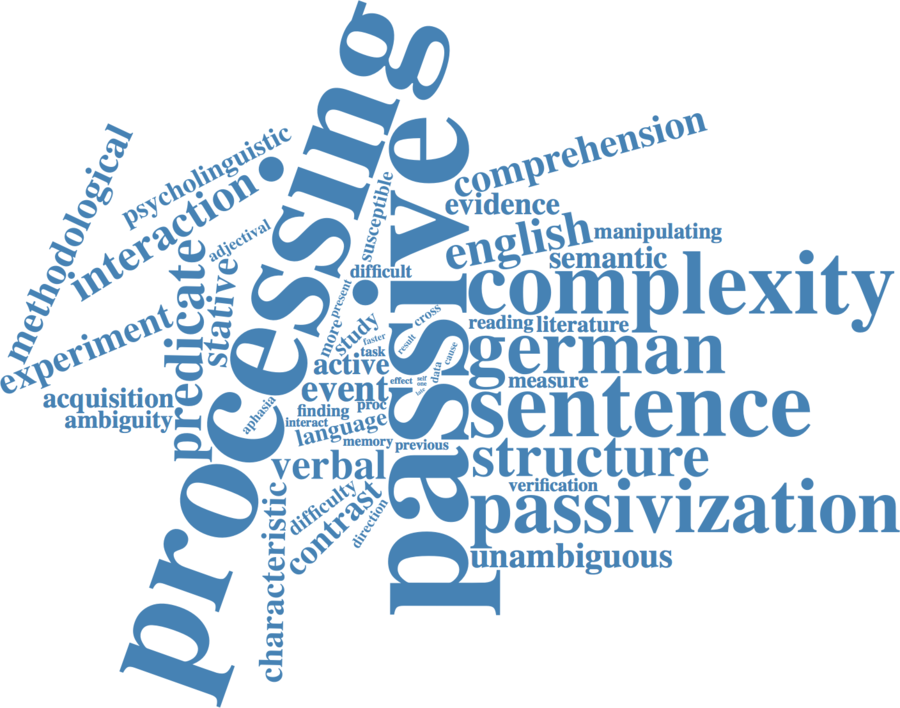 processing
passive
comprehension
psycholinguistic
methodological
interaction
evidence
susceptible
adjectival
english
manipulating
semantic
predicate
stative
difficult
complexity
present
cross
more
study
experiment
reading
literature
faster
result
task
cause
german
active
data
effect
self
one
measure
event
acquisition
ambiguity
aphasia
finding
proc
interact
language
sentence
memory
previous
verbal
structure
verification
difficulty
contrast
direction
characteristic
passivization
unambiguous